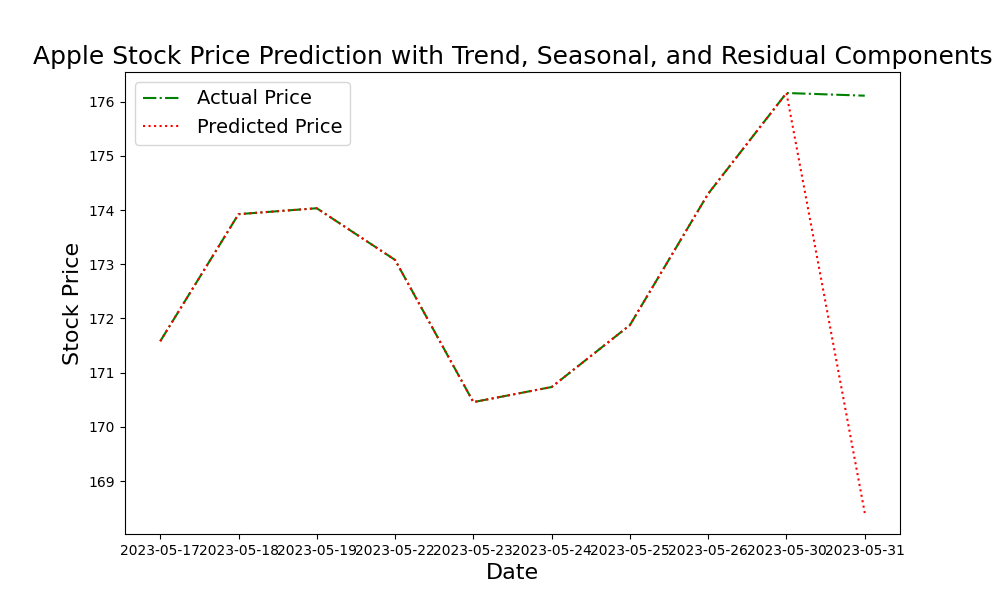 Apple Stock Price Prediction with Trend, Seasonal, and Residual Components
Actual Price
Predicted Price
176
175
174
173
172
171
170
169
Stock Price
2023-05-17 2023-05-18 2023-05-19 2023-05-22 2023-05-23 2023-05-24 2023-05-25 2023-05-26 2023-05-30 2023-05-31
Date